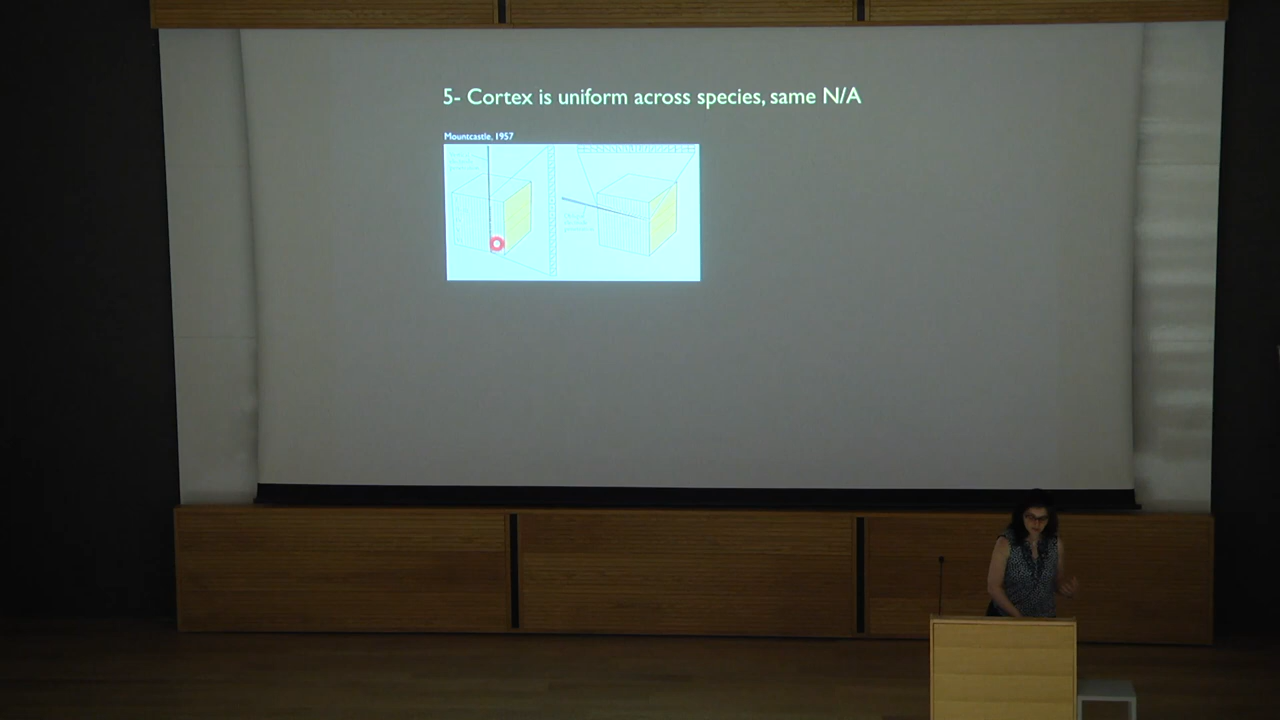 5- Cortex is uniform across species, same N/A
Mountcastle, 1957